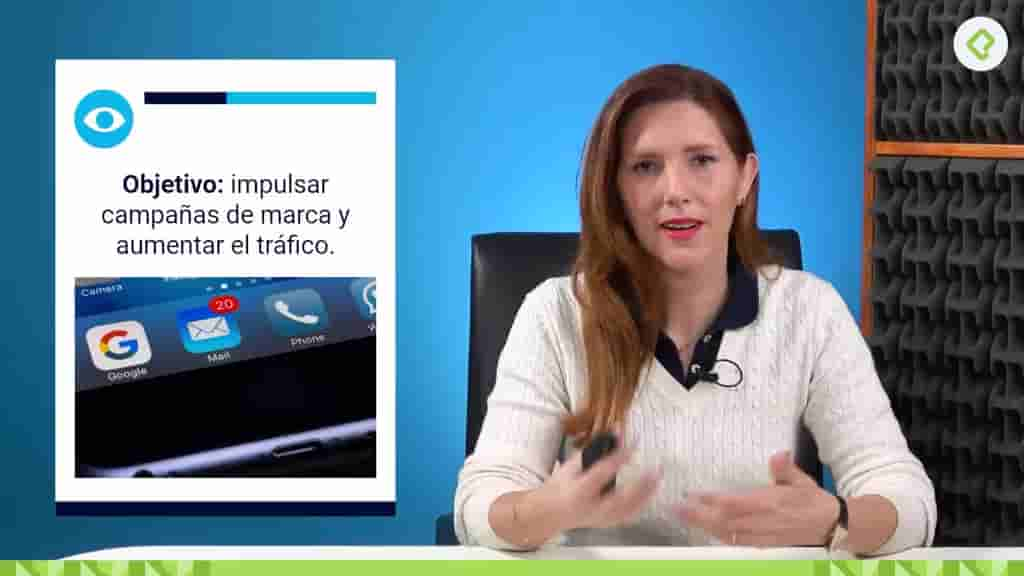 Objetivo: impulsar
campañas de marca y
aumentar el tráfico.
Camera
20
Google
Mail
Phone